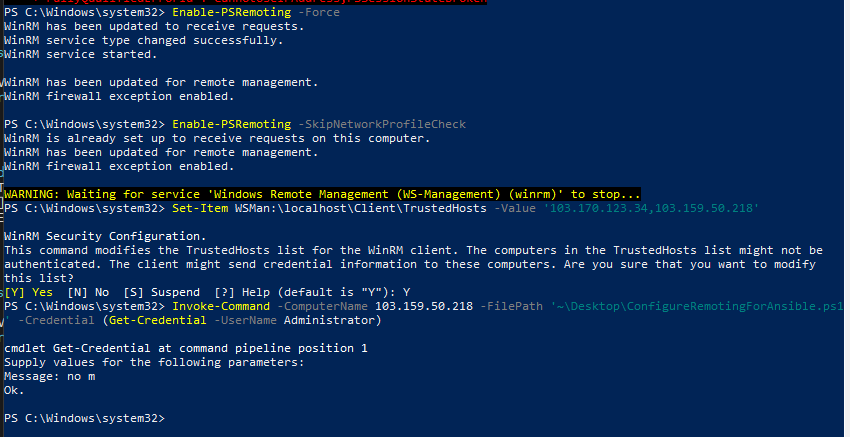 PS C:\Windows\system32> Enable-PSRemoting -Force
WinRM has been updated to receive requests.
WinRM service type changed successfully.
WinRM service started.
WinRM has been updated for remote management.
WinRM firewall exception enabled.
PS C:\Windows\system32> Enable-PSRemoting -SkipNetworkProfileCheck
WinRM is already set up to receive requests on this computer.
WinRM has been updated for remote management.
WinRM firewall exception enabled.
WARNING: Waiting for service 'Windows Remote Management (WS-Management) (winrm)' to stop...
PS C:\Windows\system32> Set-Item WSMan:\localhost\Client\TrustedHosts -Value '103.170.123.34,103.159.50.218'
WinRM Security Configuration.
This command modifies the TrustedHosts list for the WinRM client. The computers in the TrustedHosts list might not be
authenticated. The client might send credential information to these computers. Are you sure that you want to modify
this list?
[Y] Yes  [N] No  [S] Suspend  [?] Help (default is "Y"): Y
PS C:\Windows\system32> Invoke-Command -ComputerName 103.159.50.218 -FilePath '~\Desktop\ConfigureRemotingForAnsible.ps1
' -Credential (Get-Credential -UserName Administrator)
cmdlet Get-Credential at command pipeline position 1
Supply values for the following parameters:
Message: no m
Ok.
PS C:\Windows\system32>